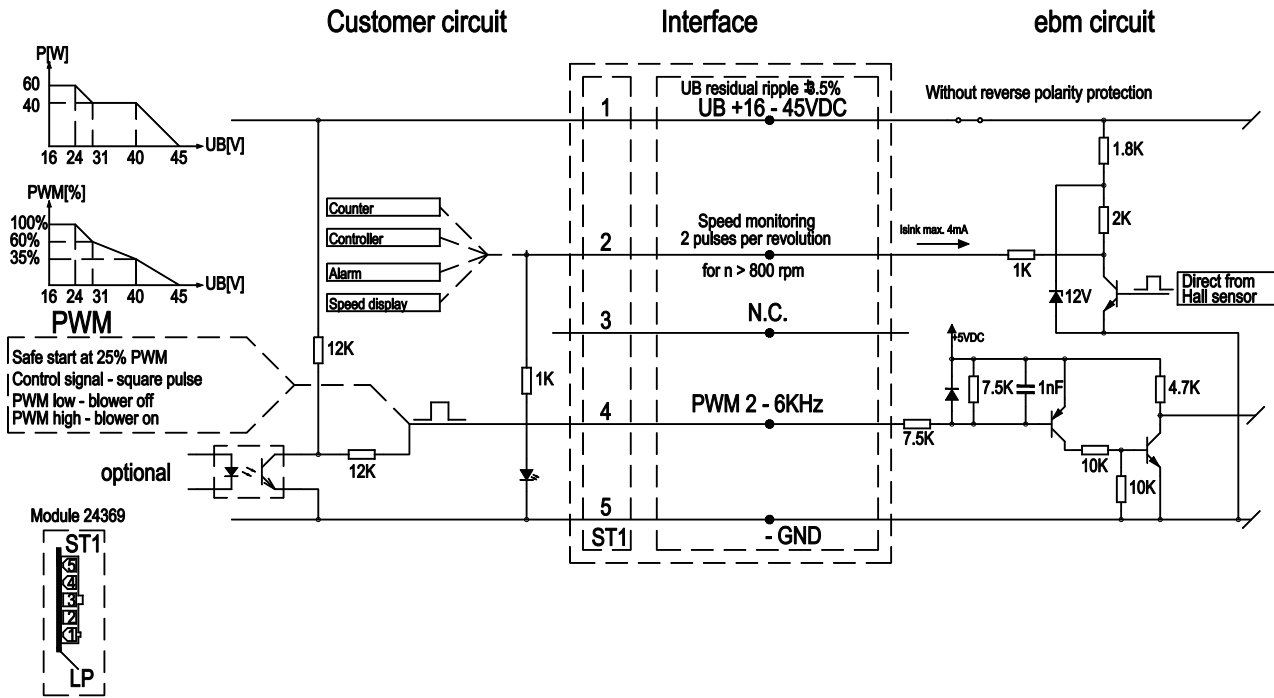 Customer circuit
Interface
ebm circuit
P[W]
60
40
16 24 31 40 45
UB[V]
PWM[%]
100%
60%
35%
16 24 31 40 45
UB[V]
PWM
Safe start at 25% PWM
Control signal - square pulse
PWM low - blower off
PWM high - blower on
optional
Module 24369
ST1
5
4
3
2
1
LP
Counter
Controller
Alarm
Speed display
12K
12K
1K
1
2
3
4
5
ST1
UB residual ripple 3.5%
UB +16 - 45VDC
Speed monitoring
2 pulses per revolution
for n > 800 rpm
N.C.
PWM 2 - 6KHz
- GND
Without reverse polarity protection
1.8K
2K
Isink max. 4mA
1K
12V
Direct from
Hall sensor
+5VDC
7.5K
1nF
4.7K
7.5K
10K
10K